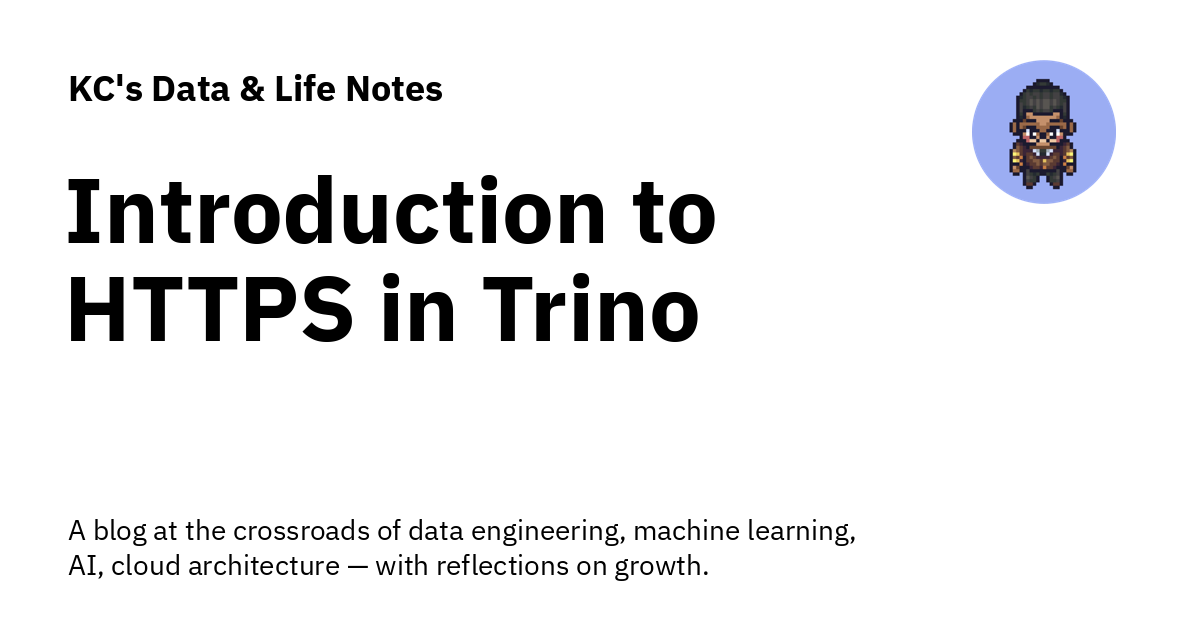 KC's Data & Life Notes
Introduction to
HTTPS in Trino
A blog at the crossroads of data engineering, machine learning,
AI, cloud architecture — with reflections on growth.